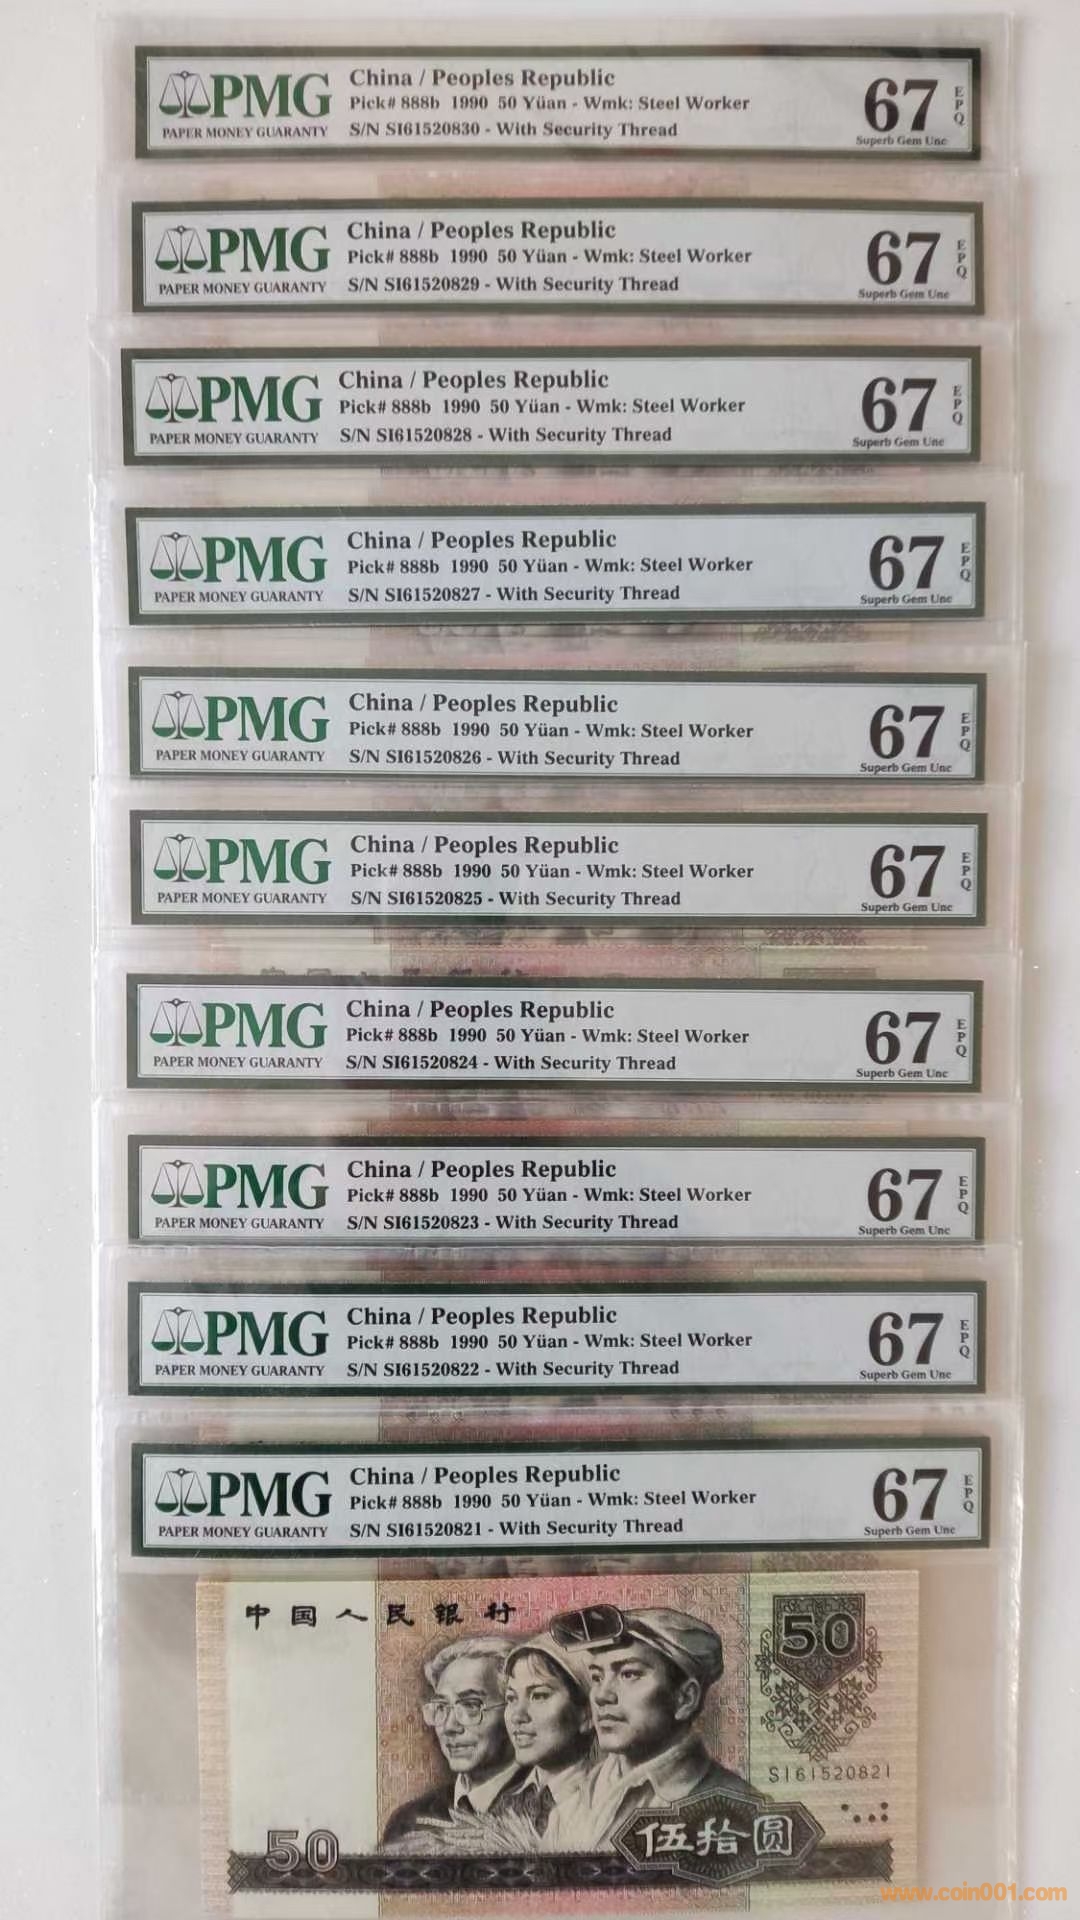 PMG
PAPER MONEY GUARANTY
China / Peoples Republic
Pick# 888b 1990 50 Yüan - Wmk: Steel Worker
S/N SI61520830 - With Security Thread
67
EPQ
Superb Gem Unc
PMG
PAPER MONEY GUARANTY
China / Peoples Republic
Pick# 888b 1990 50 Yüan - Wmk: Steel Worker
S/N SI61520829 - With Security Thread
67
EPQ
Superb Gem Unc
PMG
PAPER MONEY GUARANTY
China / Peoples Republic
Pick# 888b 1990 50 Yüan - Wmk: Steel Worker
S/N SI61520828 - With Security Thread
67
EPQ
Superb Gem Unc
PMG
PAPER MONEY GUARANTY
China / Peoples Republic
Pick# 888b 1990 50 Yüan - Wmk: Steel Worker
S/N SI61520827 - With Security Thread
67
EPQ
Superb Gem Unc
PMG
PAPER MONEY GUARANTY
China / Peoples Republic
Pick# 888b 1990 50 Yüan - Wmk: Steel Worker
S/N SI61520826 - With Security Thread
67
EPQ
Superb Gem Unc
PMG
PAPER MONEY GUARANTY
China / Peoples Republic
Pick# 888b 1990 50 Yüan - Wmk: Steel Worker
S/N SI61520825 - With Security Thread
67
EPQ
Superb Gem Unc
PMG
PAPER MONEY GUARANTY
China / Peoples Republic
Pick# 888b 1990 50 Yüan - Wmk: Steel Worker
S/N SI61520824 - With Security Thread
67
EPQ
Superb Gem Unc
PMG
PAPER MONEY GUARANTY
China / Peoples Republic
Pick# 888b 1990 50 Yüan - Wmk: Steel Worker
S/N SI61520823 - With Security Thread
67
EPQ
Superb Gem Unc
PMG
PAPER MONEY GUARANTY
China / Peoples Republic
Pick# 888b 1990 50 Yüan - Wmk: Steel Worker
S/N SI61520822 - With Security Thread
67
EPQ
Superb Gem Unc
PMG
PAPER MONEY GUARANTY
China / Peoples Republic
Pick# 888b 1990 50 Yüan - Wmk: Steel Worker
S/N SI61520821 - With Security Thread
67
EPQ
Superb Gem Unc
中国人民银行
50
SI61520821
伍拾圆
50
www.coin001.com